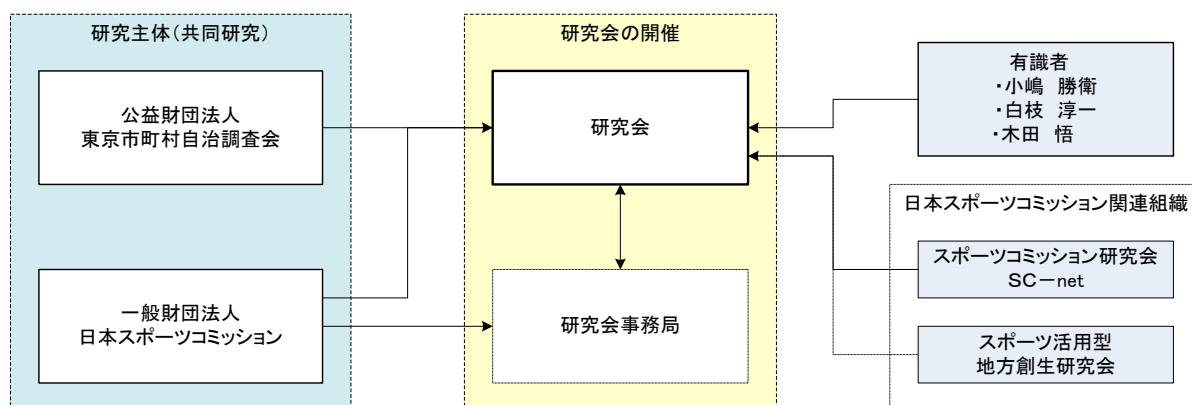 研究主体(共同研究)
公益財団法人
東京市町村自治調査会
一般財団法人
日本スポーツコミッション
研究会の開催
研究会
研究会事務局
有識者
・小嶋 勝衛
・白枝 淳一
・木田 悟
日本スポーツコミッション関連組織
スポーツコミッション研究会
SC－net
スポーツ活用型
地方創生研究会